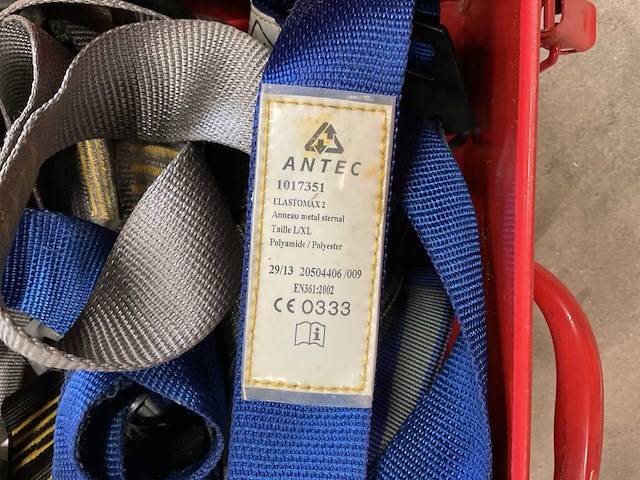 ANTEC
1017351
ELASTOMAX 2
Anneau metal sternal
Taille L/XL
Polyamide / Polyester
29/13 20504406 /009
EN361:2002
CE 0333
i